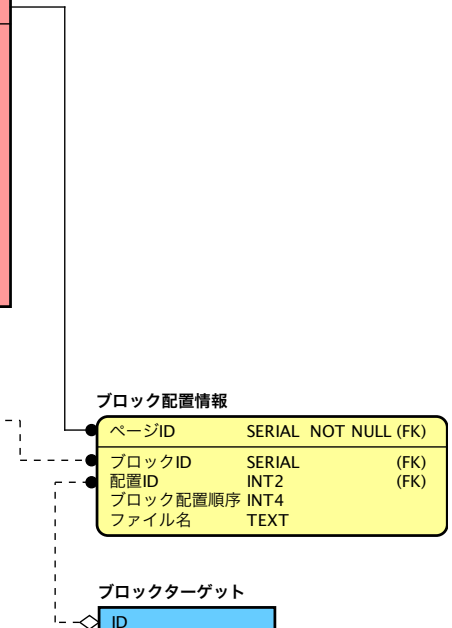 ブロック配置情報
ページID SERIAL NOT NULL (FK)
ブロックID SERIAL (FK)
配置ID INT2 (FK)
ブロック配置順序 INT4
ファイル名 TEXT
ブロックターゲット
ID